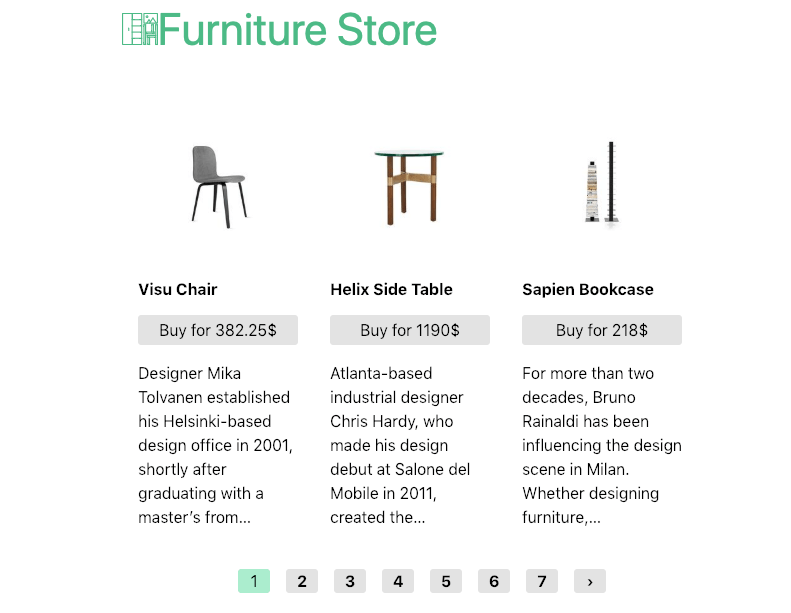 Furniture Store
Visu Chair
Buy for 382.25$
Designer Mika
Tolvanen established
his Helsinki-based
design office in 2001,
shortly after
graduating with a
master’s from...
Helix Side Table
Buy for 1190$
Atlanta-based
industrial designer
Chris Hardy, who
made his design
debut at Salone del
Mobile in 2011,
created the...
Sapien Bookcase
Buy for 218$
For more than two
decades, Bruno
Rainaldi has been
influencing the design
scene in Milan.
Whether designing
furniture,...
1 2 3 4 5 6 7 ›